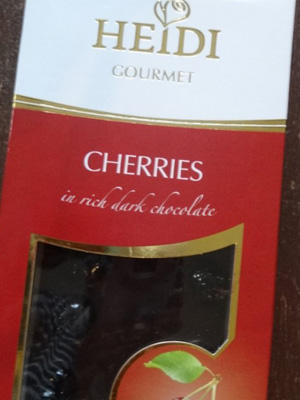 HEIDI
GOURMET
CHERRIES
in rich dark chocolate